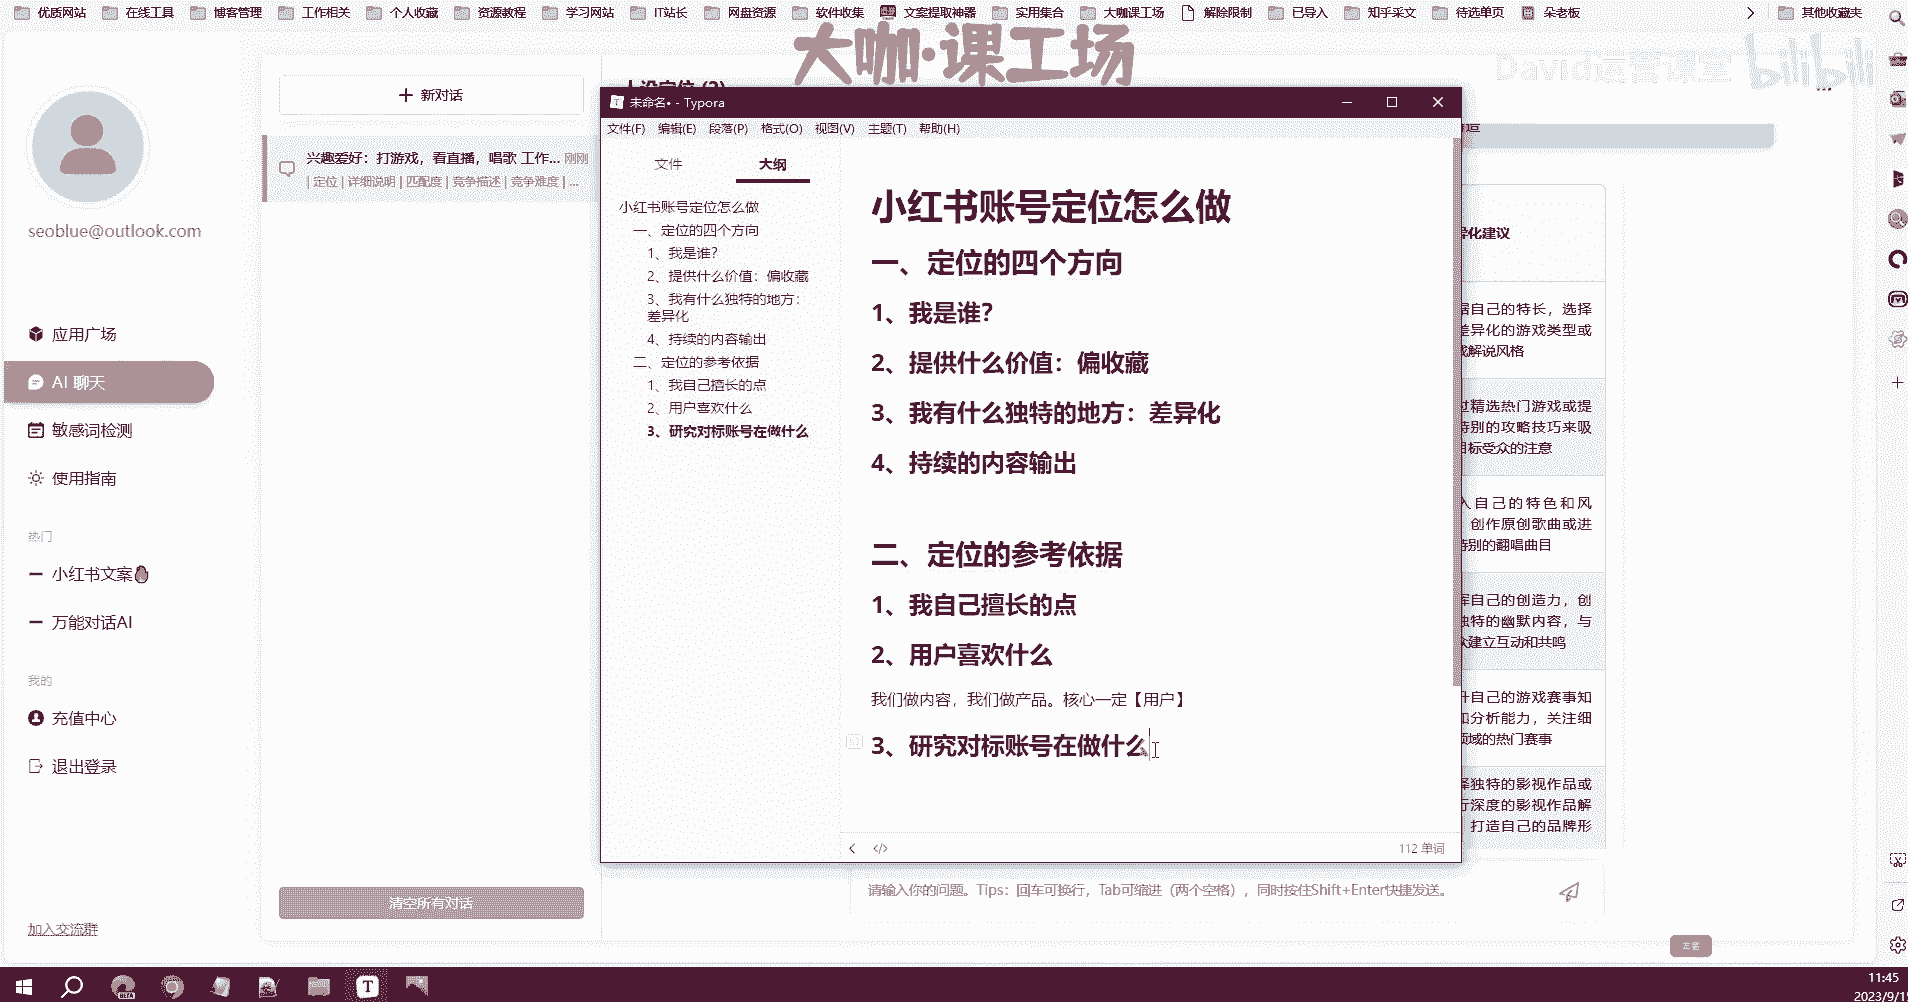 优质网站 在线工具 博客管理 工作相关 个人收藏 资源教程 学习网站 IT站长 网盘资源 软件收集 文案提取神器 实用集合 大咖课工场 解除限制 已导入 知乎采文 待选单页 朵老板 其他收藏夹
大咖·课工场
David运营课堂 bilibili
seoblue@outlook.com
应用广场
AI 聊天
敏感词检测
使用指南
热门
小红书文案
万能对话AI
我的
充值中心
退出登录
加入交流群
新对话
兴趣爱好：打游戏，看直播，唱歌 工作... 刚刚
| 定位 | 详细说明 | 匹配度 | 竞争描述 | 竞争难度 | ...
清空所有对话
未命名• - Typora
文件(F) 编辑(E) 段落(P) 格式(O) 视图(V) 主题(T) 帮助(H)
文件 大纲
小红书账号定位怎么做
一、定位的四个方向
1、我是谁？
2、提供什么价值：偏收藏
3、我有什么独特的地方：
差异化
4、持续的内容输出
二、定位的参考依据
1、我自己擅长的点
2、用户喜欢什么
3、研究对标账号在做什么
小红书账号定位怎么做
一、定位的四个方向
1、我是谁？
2、提供什么价值：偏收藏
3、我有什么独特的地方：差异化
4、持续的内容输出
二、定位的参考依据
1、我自己擅长的点
2、用户喜欢什么
我们做内容，我们做产品。核心一定【用户】
3、研究对标账号在做什么
112 单词
异化建议
自己的特长，选择
差异化的游戏类型或
解说风格
过精选热门游戏或提
特别的攻略技巧来吸
目标受众的注意
入自己的特色和风
创作原创歌曲或进
特别的翻唱曲目
挥自己的创造力，创
独特的幽默内容，与
众建立互动和共鸣
升自己的游戏赛事知
和分析能力，关注细
领域的热门赛事
择独特的影视作品或
行深度的影视作品解
打造自己的品牌形
请输入你的问题。Tips：回车可换行，Tab可缩进（两个空格），同时按住Shift+Enter快捷发送。
11:45